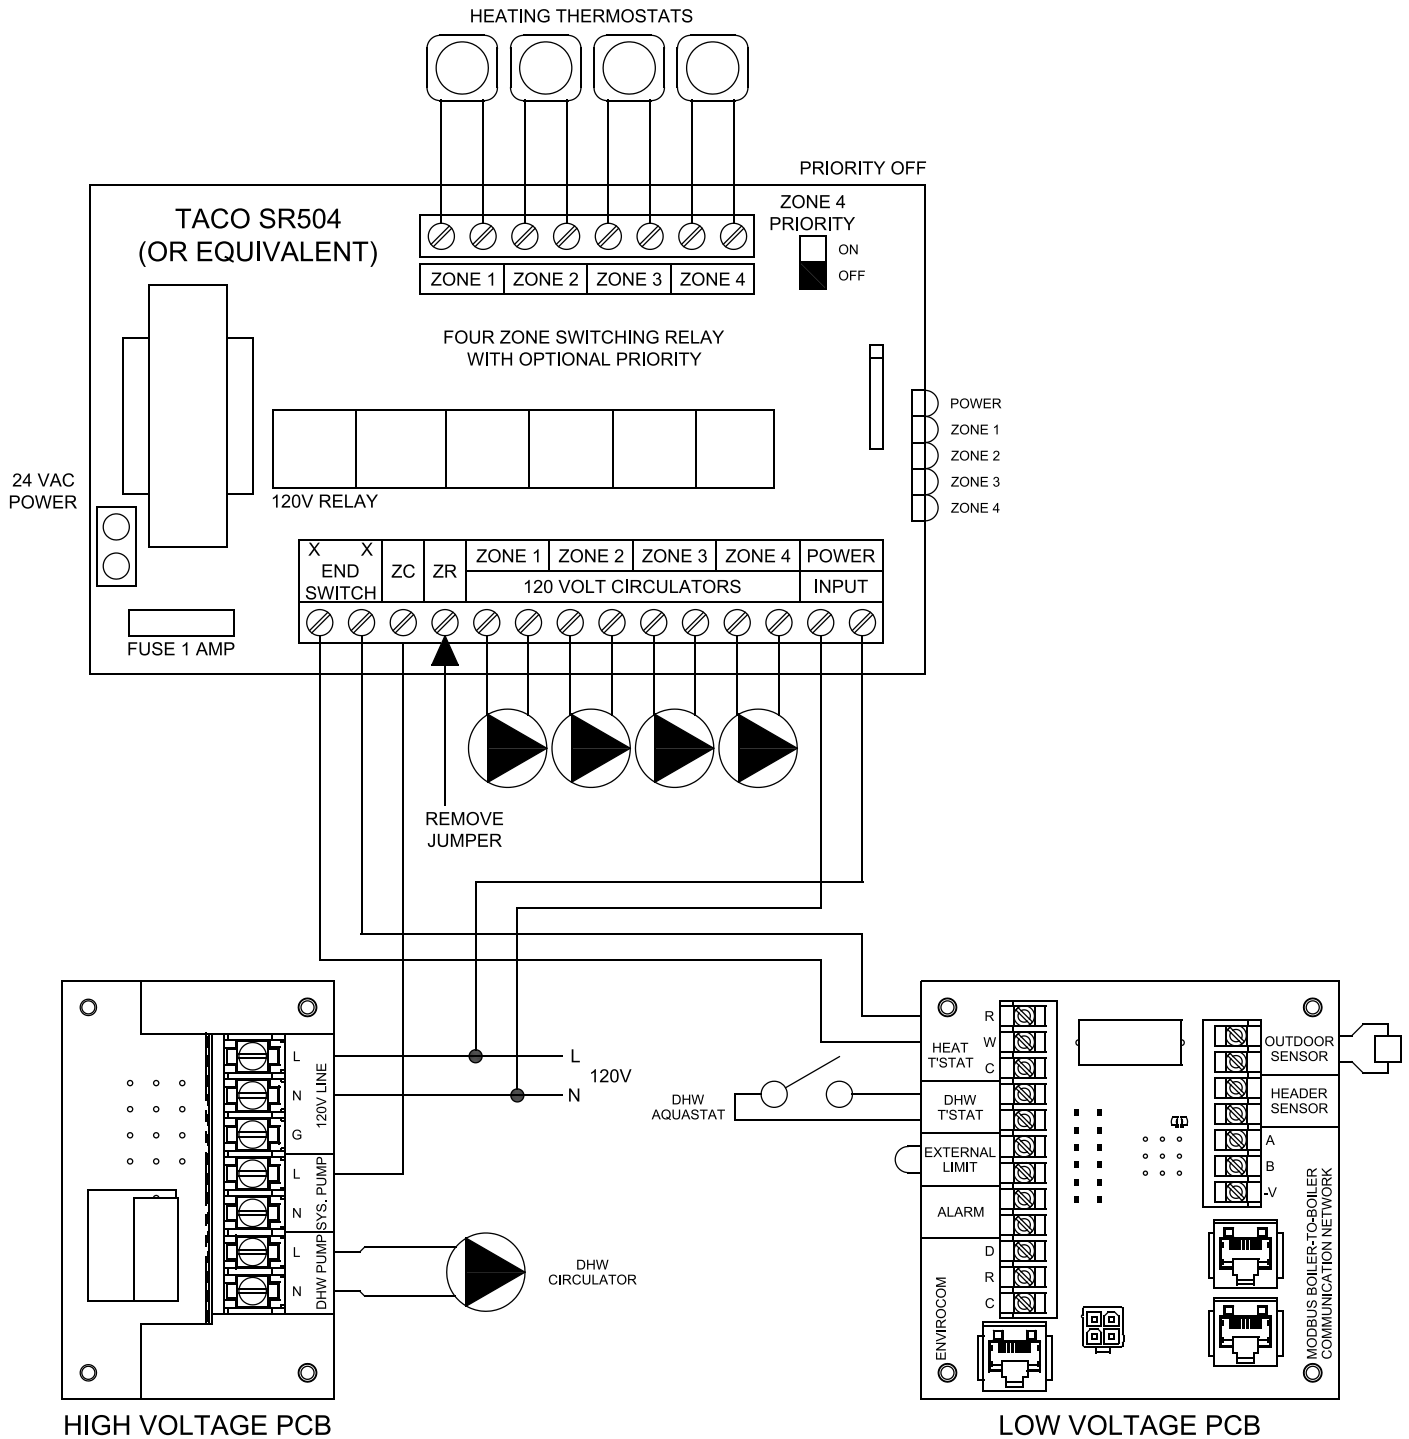 HEATING THERMOSTATS
PRIORITY OFF
TACO SR504
(OR EQUIVALENT)
ZONE 4
PRIORITY
ON
OFF
ZONE 1 ZONE 2 ZONE 3 ZONE 4
FOUR ZONE SWITCHING RELAY
WITH OPTIONAL PRIORITY
POWER
ZONE 1
ZONE 2
ZONE 3
ZONE 4
24 VAC
POWER
120V RELAY
X X
END
SWITCH
ZC
ZR
ZONE 1 ZONE 2 ZONE 3 ZONE 4
120 VOLT CIRCULATORS
POWER
INPUT
FUSE 1 AMP
REMOVE
JUMPER
L
N
G
L
N
L
N
120V LINE
SYS. PUMP
DHW PUMP
L
120V
N
DHW
CIRCULATOR
HIGH VOLTAGE PCB
DHW
AQUASTAT
R
W
C
HEAT
T'STAT
DHW
T'STAT
EXTERNAL
LIMIT
ALARM
D
R
C
ENVIROCOM
OUTDOOR
SENSOR
HEADER
SENSOR
A
B
-V
MODBUS BOILER-TO-BOILER
COMMUNICATION NETWORK
LOW VOLTAGE PCB